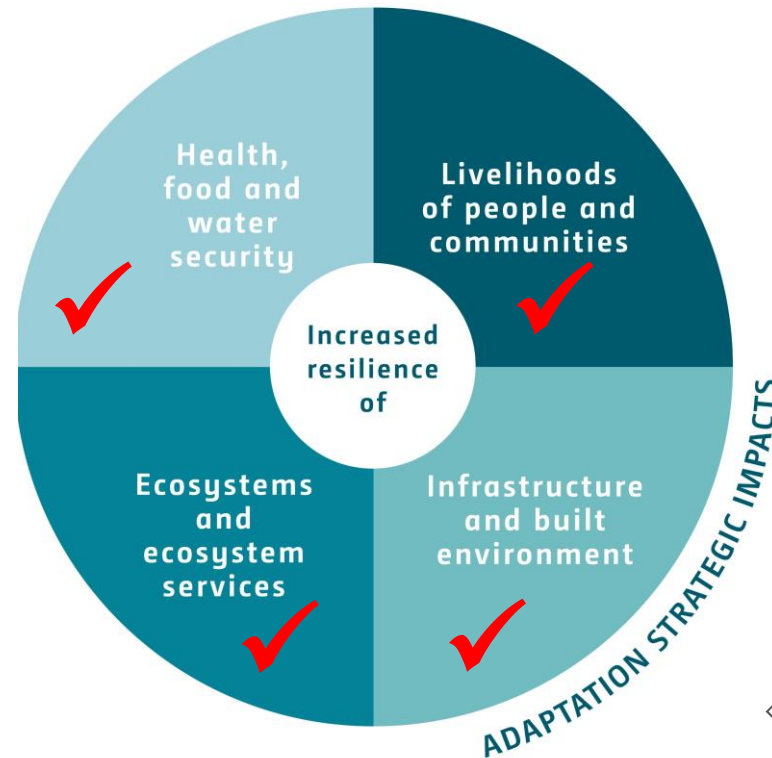 Health,
food and
water
security
Livelihoods
of people and
communities
Increased
resilience
of
Ecosystems
and
ecosystem
services
Infrastructure
and built
environment
ADAPTATION STRATEGIC IMPACTS